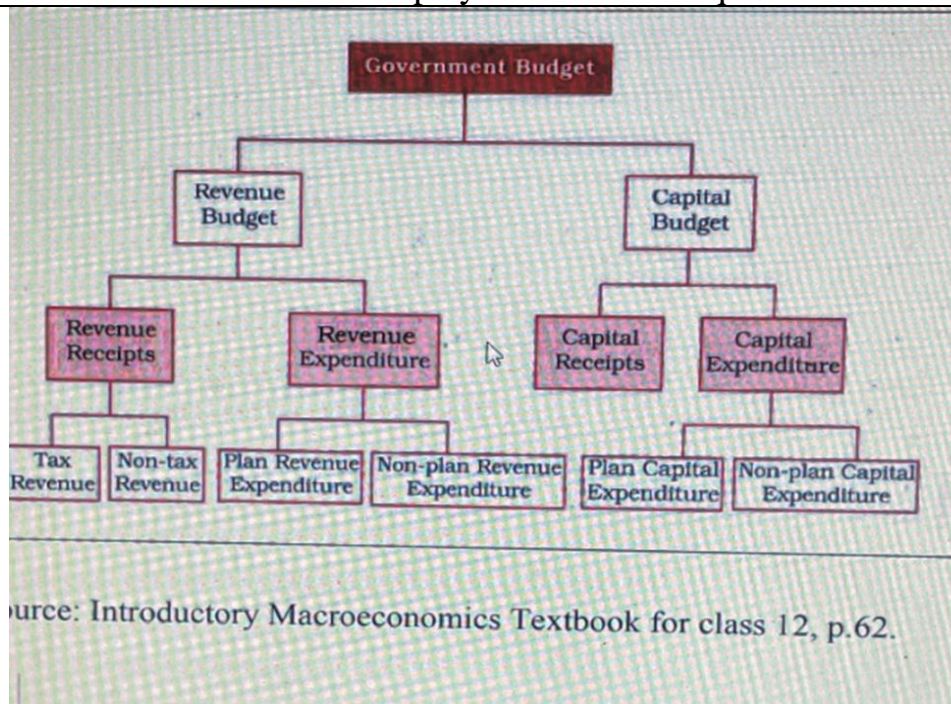 Government Budget
Revenue
Budget
Capital
Budget
Revenue
Receipts
Revenue
Expenditure
Capital
Receipts
Capital
Expenditure
Tax
Revenue
Non-tax
Revenue
Plan Revenue
Expenditure
Non-plan Revenue
Expenditure
Plan Capital
Expenditure
Non-plan Capital
Expenditure
urce: Introductory Macroeconomics Textbook for class 12, p.62.